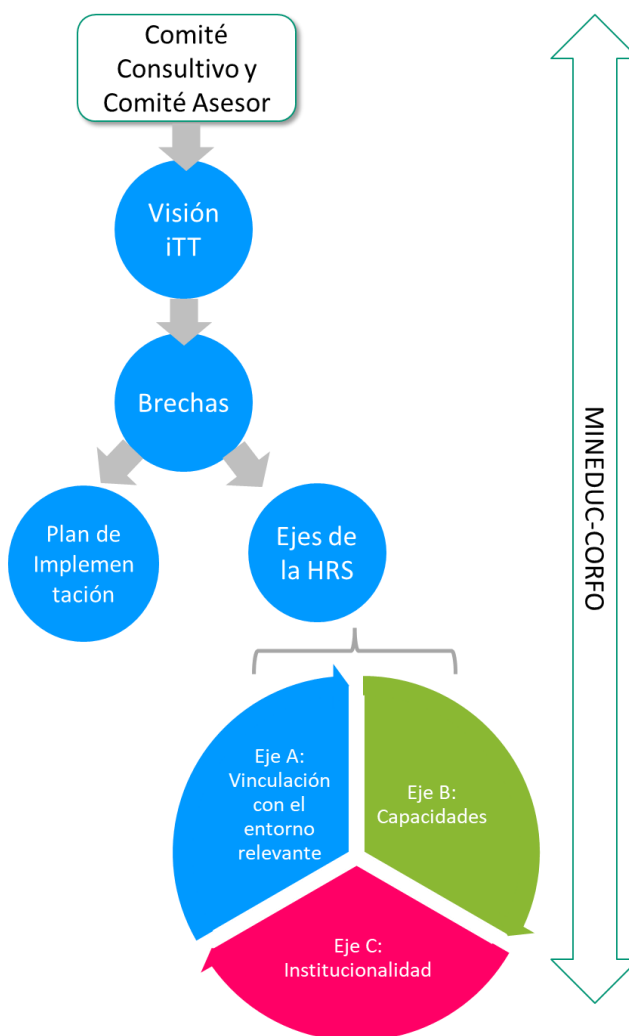 Comité
Consultivo y
Comité Asesor
Visión
iTT
Brechas
Plan de
Implemen
tación
Ejes de
la HRS
Eje A:
Vinculación
con el
entorno
relevante
Eje B:
Capacidades
Eje C:
Institucionalidad
MINEDUC-CORFO